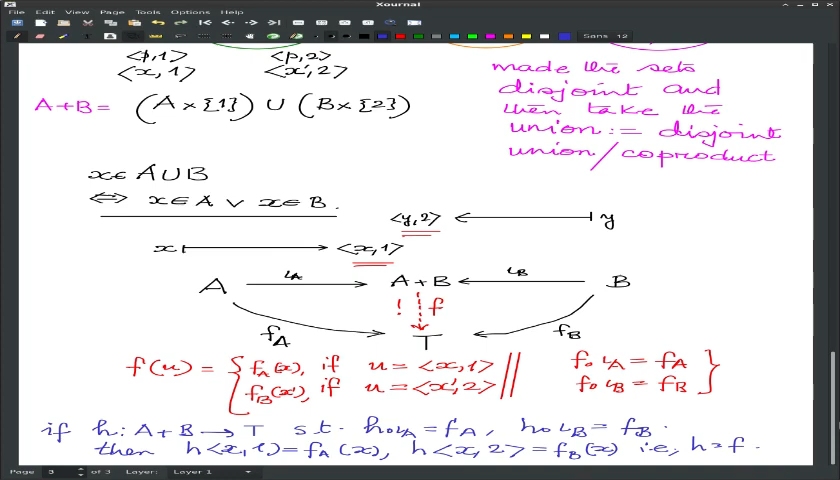 Xournal
File Edit View Page Tools Options Help
Sans 12
<p,1> <p,2>
<x,1> <x',2>
A+B = (A × {1}) ∪ (B × {2})
made the sets
disjoint and
then take the
union := disjoint
union/coproduct
x ∈ A ∪ B
⟺ x ∈ A ∨ x ∈ B.
<y,2> y
x <x,1>
A ι_A A+B ι_B B
! f
f_A T f_B
f(u) = { f_A(x), if u = <x,1> || f∘ι_A = f_A }
f_B(x'), if u = <x',2> || f∘ι_B = f_B
if h: A+B → T s.t. h∘ι_A = f_A, h∘ι_B = f_B.
then h<x,1> = f_A(x), h<x,2> = f_B(x) i.e., h = f.
Page 3 of 3 Layer: Layer 1